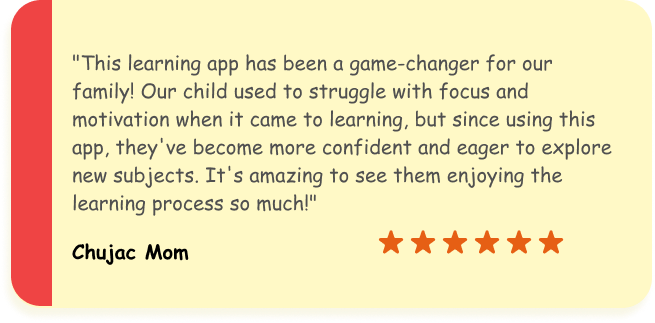 "This learning app has been a game-changer for our
family! Our child used to struggle with focus and
motivation when it came to learning, but since using this
app, they've become more confident and eager to explore
new subjects. It's amazing to see them enjoying the
learning process so much!"
Chujac Mom